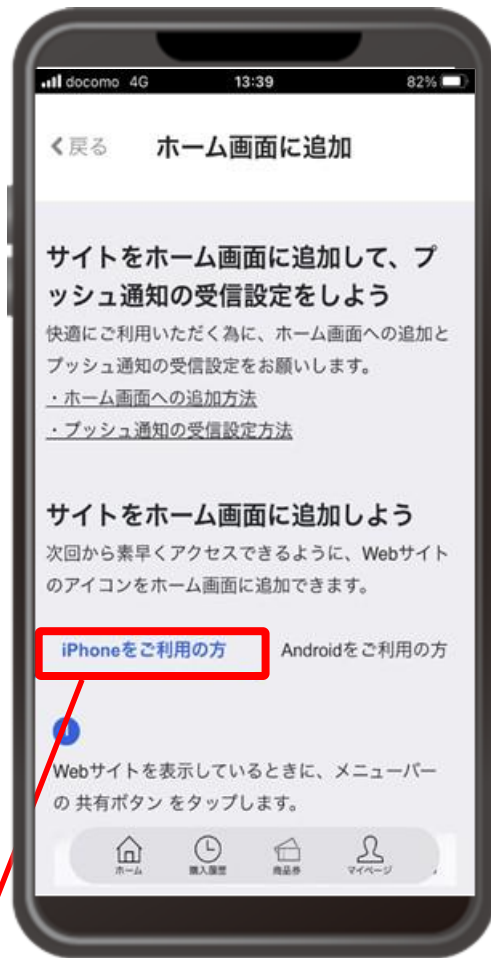 docomo 4G 13:39 82%
戻る ホーム画面に追加
サイトをホーム画面に追加して、プ
ッシュ通知の受信設定をしよう
快適にご利用いただく為に、ホーム画面への追加と
プッシュ通知の受信設定をお願いします。
・ホーム画面への追加方法
・プッシュ通知の受信設定方法
サイトをホーム画面に追加しよう
次回から素早くアクセスできるように、Webサイト
のアイコンをホーム画面に追加できます。
iPhoneをご利用の方 Androidをご利用の方
1
Webサイトを表示しているときに、メニューバー
の 共有ボタン をタップします。
ホーム 購入履歴 商品券 マイページ